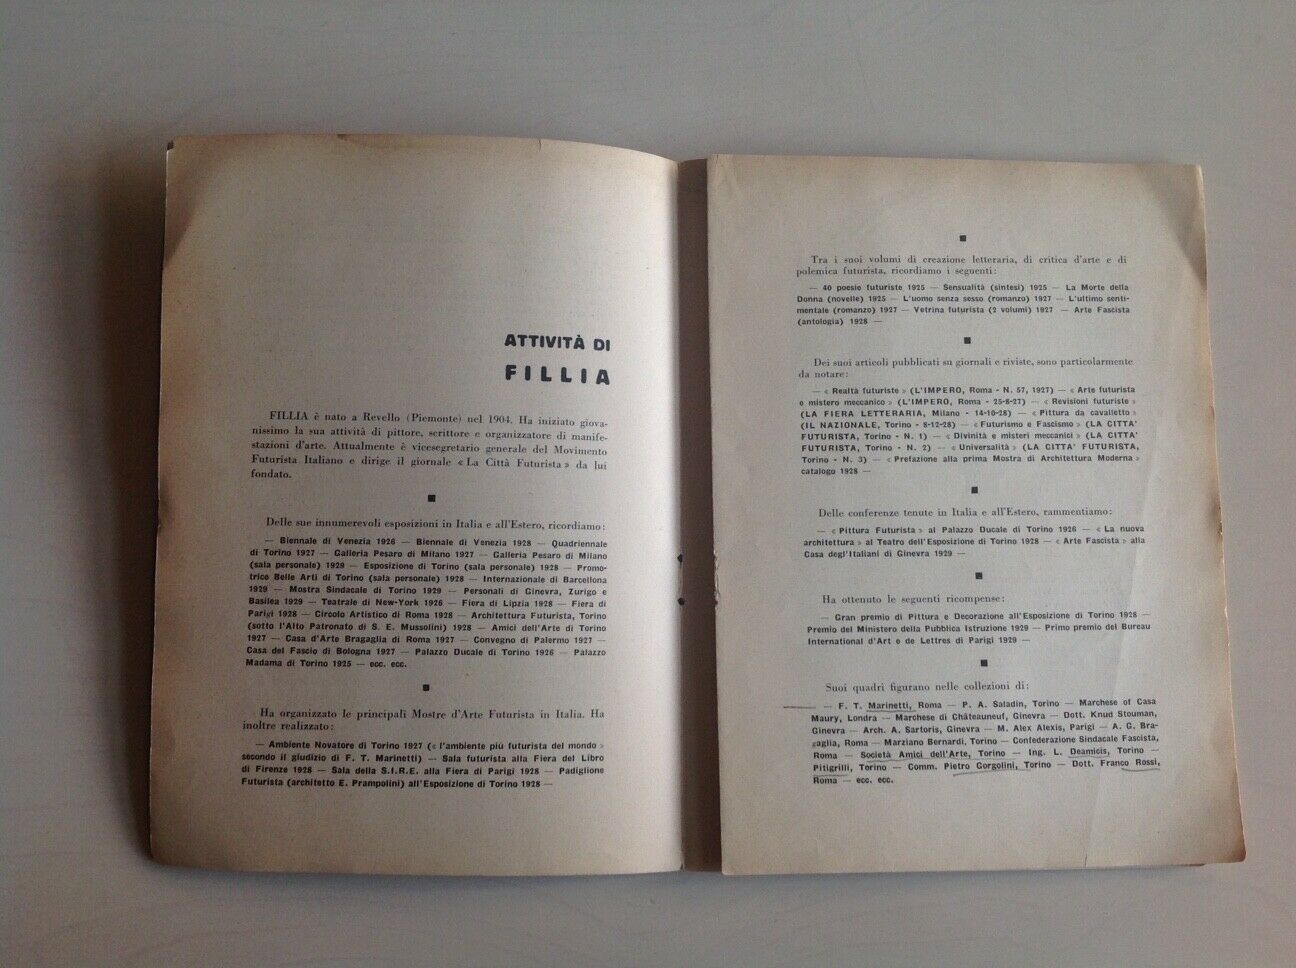 ATTIVITÀ DI
FILLIA
FILLIA è nato a Revello (Piemonte) nel 1904. Ha iniziato giova-
nissimo la sua attività di pittore, scrittore e organizzatore di manife-
stazioni d'arte. Attualmente è vicesegretario generale del Movimento
Futurista Italiano e dirige il giornale « La Città Futurista » da lui
fondato.
Delle sue innumerevoli esposizioni in Italia e all'Estero, ricordiamo:
— Biennale di Venezia 1926 — Biennale di Venezia 1928 — Quadriennale
di Torino 1927 — Galleria Pesaro di Milano 1927 — Galleria Pesaro di Milano
(sala personale) 1929 — Esposizione di Torino (sala personale) 1928 — Promo-
trice Belle Arti di Torino (sala personale) 1928 — Internazionale di Barcellona
1929 — Mostra Sindacale di Torino 1929 — Personali di Ginevra, Zurigo e
Basilea 1929 — Teatrale di New-York 1926 — Fiera di Lipzia 1928 — Fiera di
Parigi 1928 — Circolo Artistico di Roma 1928 — Architettura Futurista, Torino
(sotto l'Alto Patronato di S. E. Mussolini) 1928 — Amici dell'Arte di Torino
1927 — Casa d'Arte Bragaglia di Roma 1927 — Convegno di Palermo 1927 —
Casa del Fascio di Bologna 1927 — Palazzo Ducale di Torino 1926 — Palazzo
Madama di Torino 1925 — ecc. ecc.
Ha organizzato le principali Mostre d'Arte Futurista in Italia. Ha
inoltre realizzato:
— Ambiente Novatore di Torino 1927 (« l'ambiente più futurista del mondo »
secondo il giudizio di F. T. Marinetti) — Sala futurista alla Fiera del Libro
di Firenze 1928 — Sala della S.I.R.E. alla Fiera di Parigi 1928 — Padiglione
Futurista (architetto E. Prampolini) all'Esposizione di Torino 1928 —
Tra i suoi volumi di creazione letteraria, di critica d'arte e di
polemica futurista, ricordiamo i seguenti:
— 40 poesie futuriste 1925 — Sensualità (sintesi) 1925 — La Morte della
Donna (novelle) 1925 — L'uomo senza sesso (romanzo) 1927 — L'ultimo senti-
mentale (romanzo) 1927 — Vetrina futurista (2 volumi) 1927 — Arte Fascista
(antologia) 1928 —
Dei suoi articoli pubblicati su giornali e riviste, sono particolarmente
da notare:
— « Realtà futuriste » (L'IMPERO, Roma - N. 57, 1927) — « Arte futurista
e mistero meccanico » (L'IMPERO, Roma - 25-8-27) — « Revisioni futuriste »
(LA FIERA LETTERARIA, Milano - 14-10-28) — « Pittura da cavalletto »
(IL NAZIONALE, Torino - 8-12-28) — « Futurismo e Fascismo » (LA CITTA'
FUTURISTA, Torino - N. 1) — « Divinità e misteri meccanici » (LA CITTA'
FUTURISTA, Torino - N. 2) — « Universalità » (LA CITTA' FUTURISTA,
Torino - N. 3) — « Prefazione alla prima Mostra di Architettura Moderna »
catalogo 1928 —
Delle conferenze tenute in Italia e all'Estero, rammentiamo:
— « Pittura Futurista » al Palazzo Ducale di Torino 1926 — « La nuova
architettura » al Teatro dell'Esposizione di Torino 1928 — « Arte Fascista » alla
Casa degl'Italiani di Ginevra 1929 —
Ha ottenuto le seguenti ricompense:
— Gran premio di Pittura e Decorazione all'Esposizione di Torino 1928 —
Premio del Ministero della Pubblica Istruzione 1929 — Primo premio del Bureau
International d'Art e de Lettres di Parigi 1929 —
Suoi quadri figurano nelle collezioni di:
— F. T. Marinetti, Roma — P. A. Saladin, Torino — Marchese of Casa
Maury, Londra — Marchese di Châteauneuf, Ginevra — Dott. Knud Stouman,
Ginevra — Arch. A. Sartoris, Ginevra — M. Alex Alexis, Parigi — A. G. Bra-
gaglia, Roma — Marziano Bernardi, Torino — Confederazione Sindacale Fascista,
Roma — Società Amici dell'Arte, Torino — Ing. L. Deamicis, Torino —
Pitigrilli, Torino — Comm. Pietro Gorgolini, Torino — Dott. Franco Rossi,
Roma — ecc. ecc.